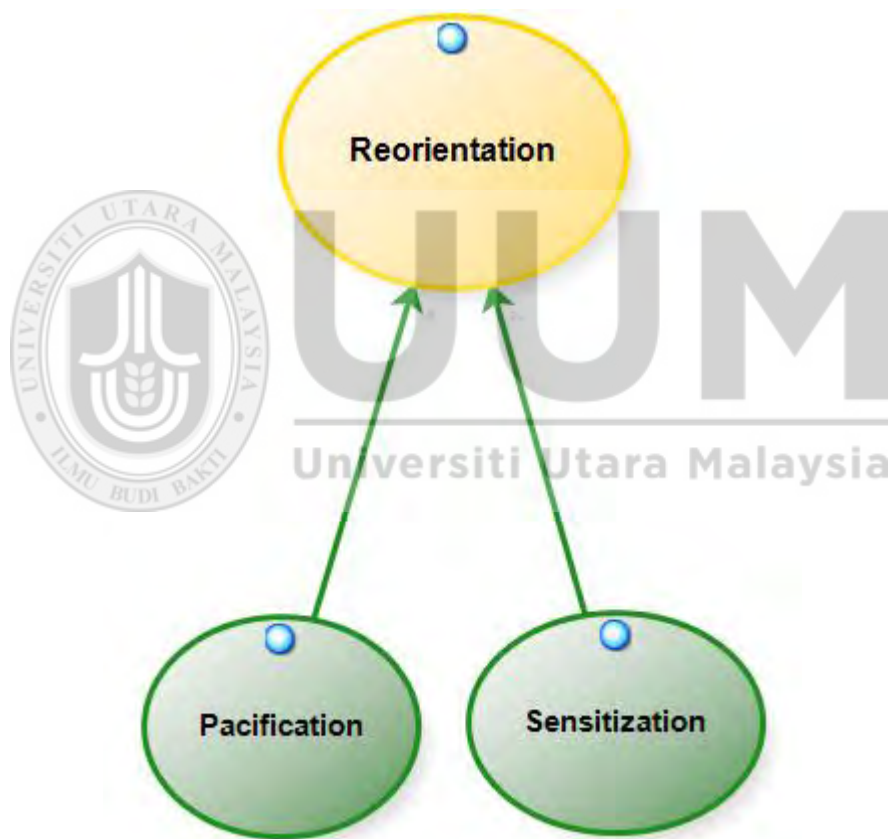 Reorientation
UUM
Universiti Utara Malaysia
UNIVERSITI UTARA MALAYSIA
ILMU BUDI BAKTI
Pacification
Sensitization